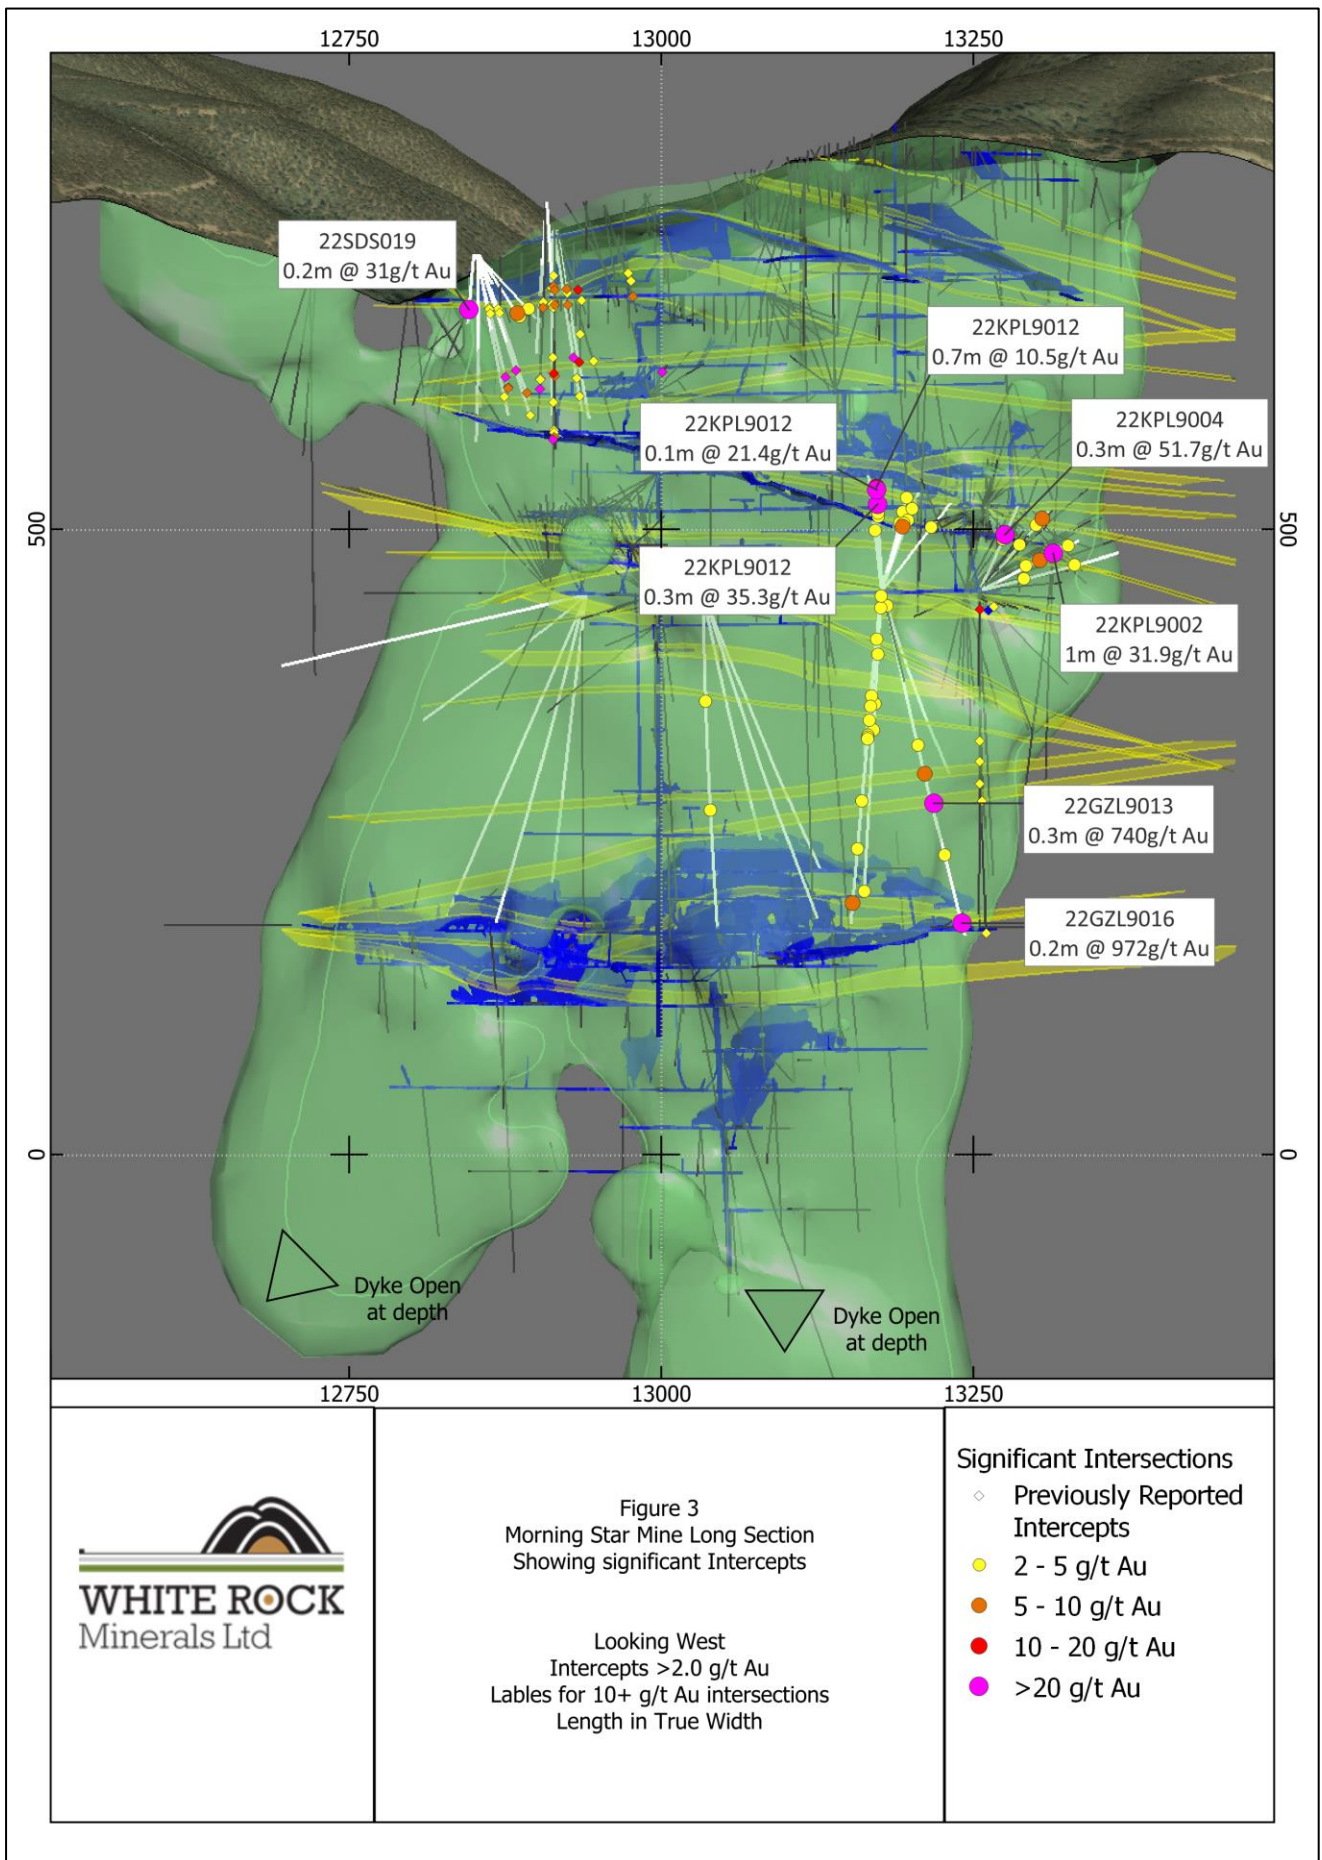 12750
13000
13250
22SDS019
0.2m @ 31g/t Au
22KPL9012
0.7m @ 10.5g/t Au
22KPL9012
0.1m @ 21.4g/t Au
22KPL9004
0.3m @ 51.7g/t Au
500
500
22KPL9012
0.3m @ 35.3g/t Au
22KPL9002
1m @ 31.9g/t Au
22GZL9013
0.3m @ 740g/t Au
22GZL9016
0.2m @ 972g/t Au
0
0
Dyke Open
at depth
Dyke Open
at depth
12750
13000
13250
WHITE ROCK
Minerals Ltd
Figure 3
Morning Star Mine Long Section
Showing significant Intercepts
Looking West
Intercepts >2.0 g/t Au
Lables for 10+ g/t Au intersections
Length in True Width
Significant Intersections
Previously Reported
Intercepts
2 - 5 g/t Au
5 - 10 g/t Au
10 - 20 g/t Au
>20 g/t Au